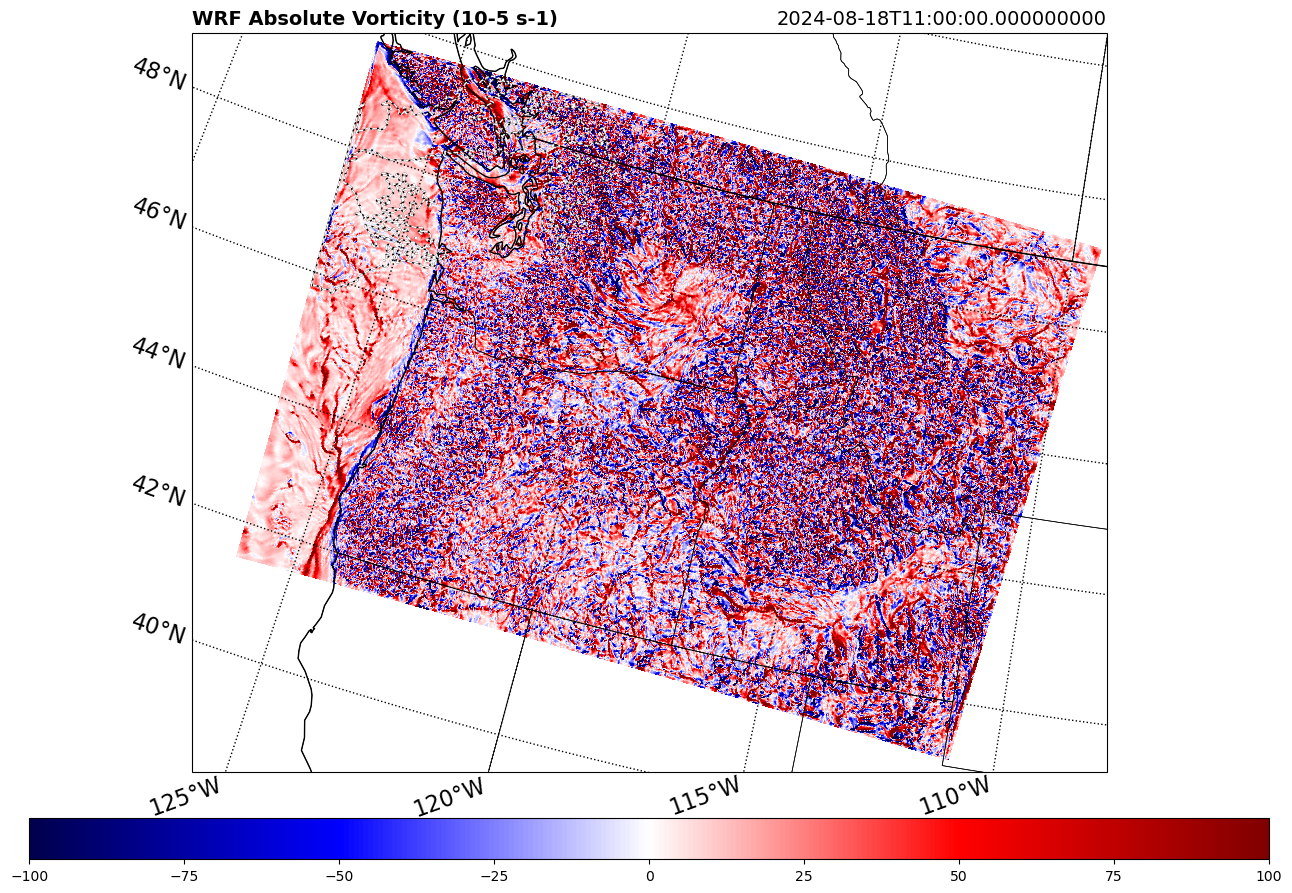 WRF Absolute Vorticity (10-5 s-1)
2024-08-18T11:00:00.000000000
48°N
46°N
44°N
42°N
40°N
125°W
120°W
115°W
110°W
−100
−75
−50
−25
0
25
50
75
100